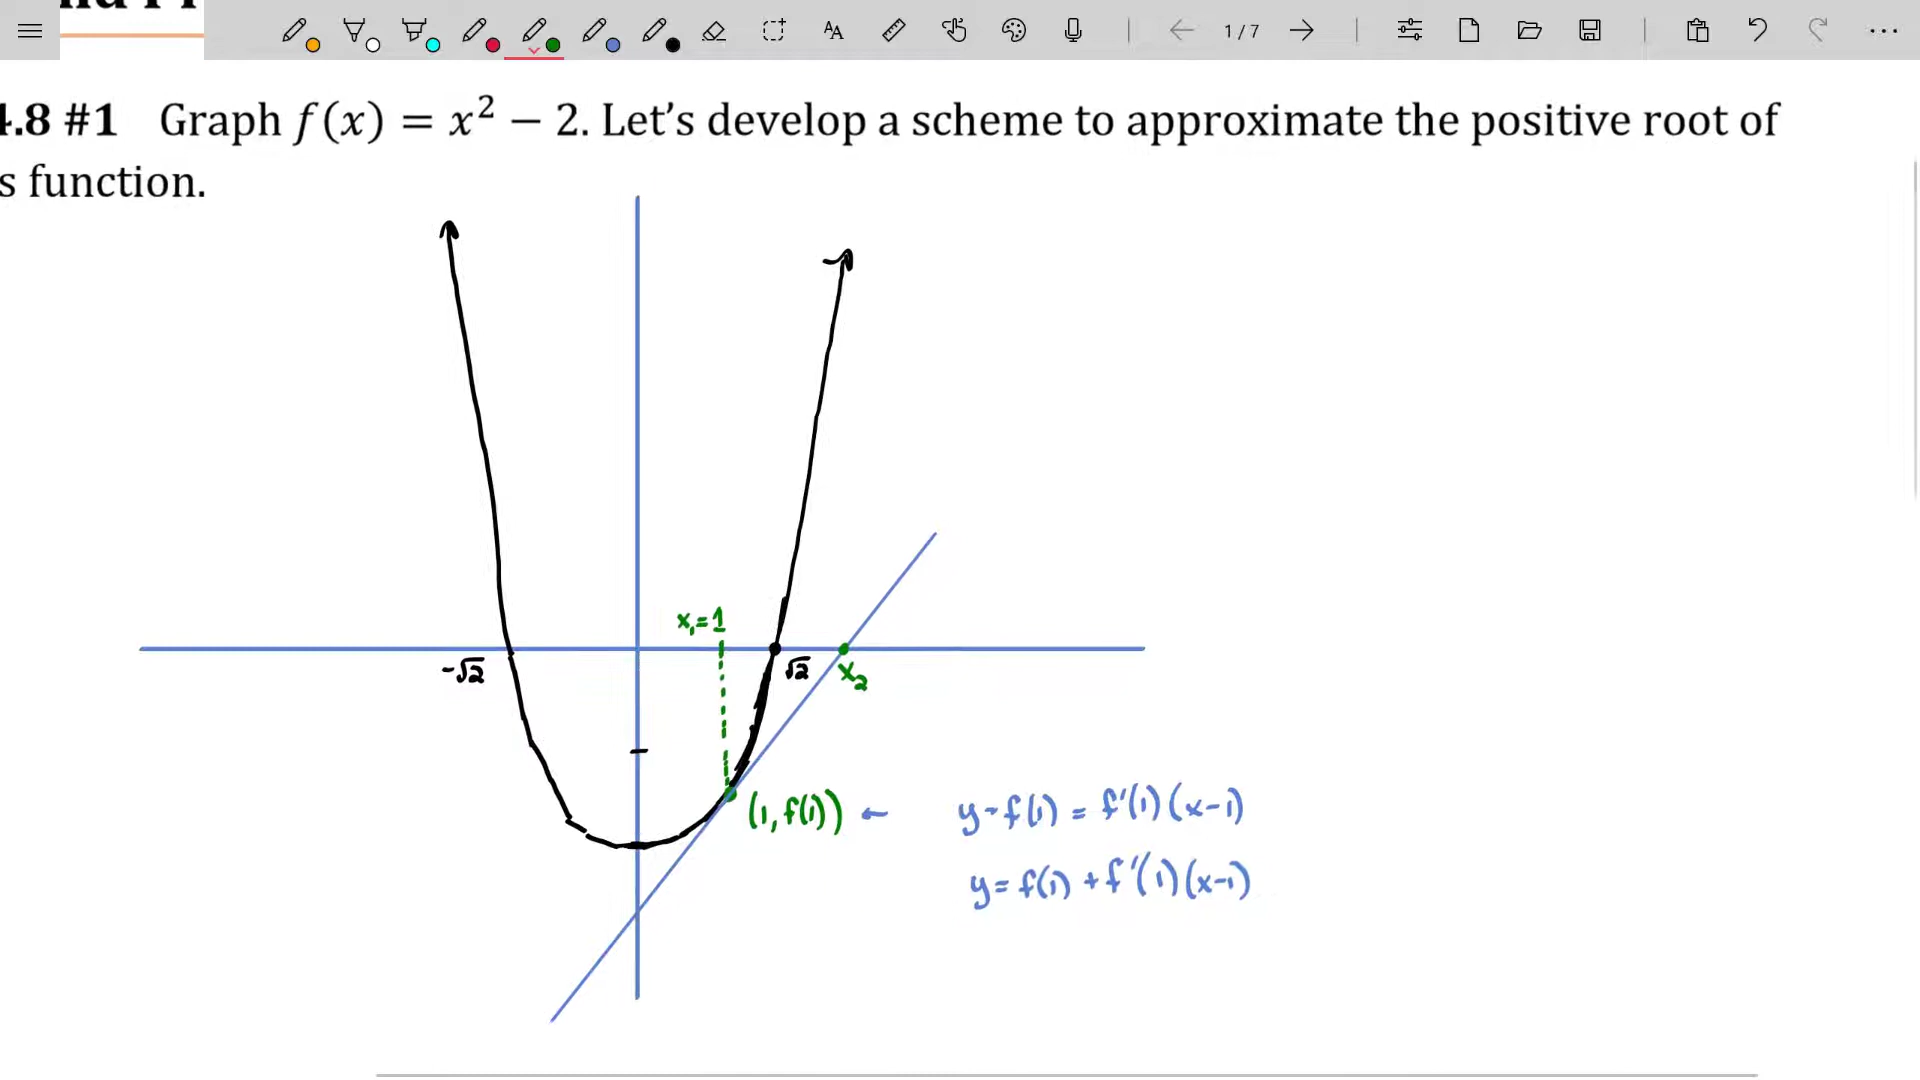 1 / 7
4.8 #1 Graph f(x) = x² − 2. Let's develop a scheme to approximate the positive root of
s function.
x₁=1
-√2
√2
x₂
(1, f(1)) ←
y-f(1) = f'(1)(x-1)
y= f(1) + f'(1)(x-1)